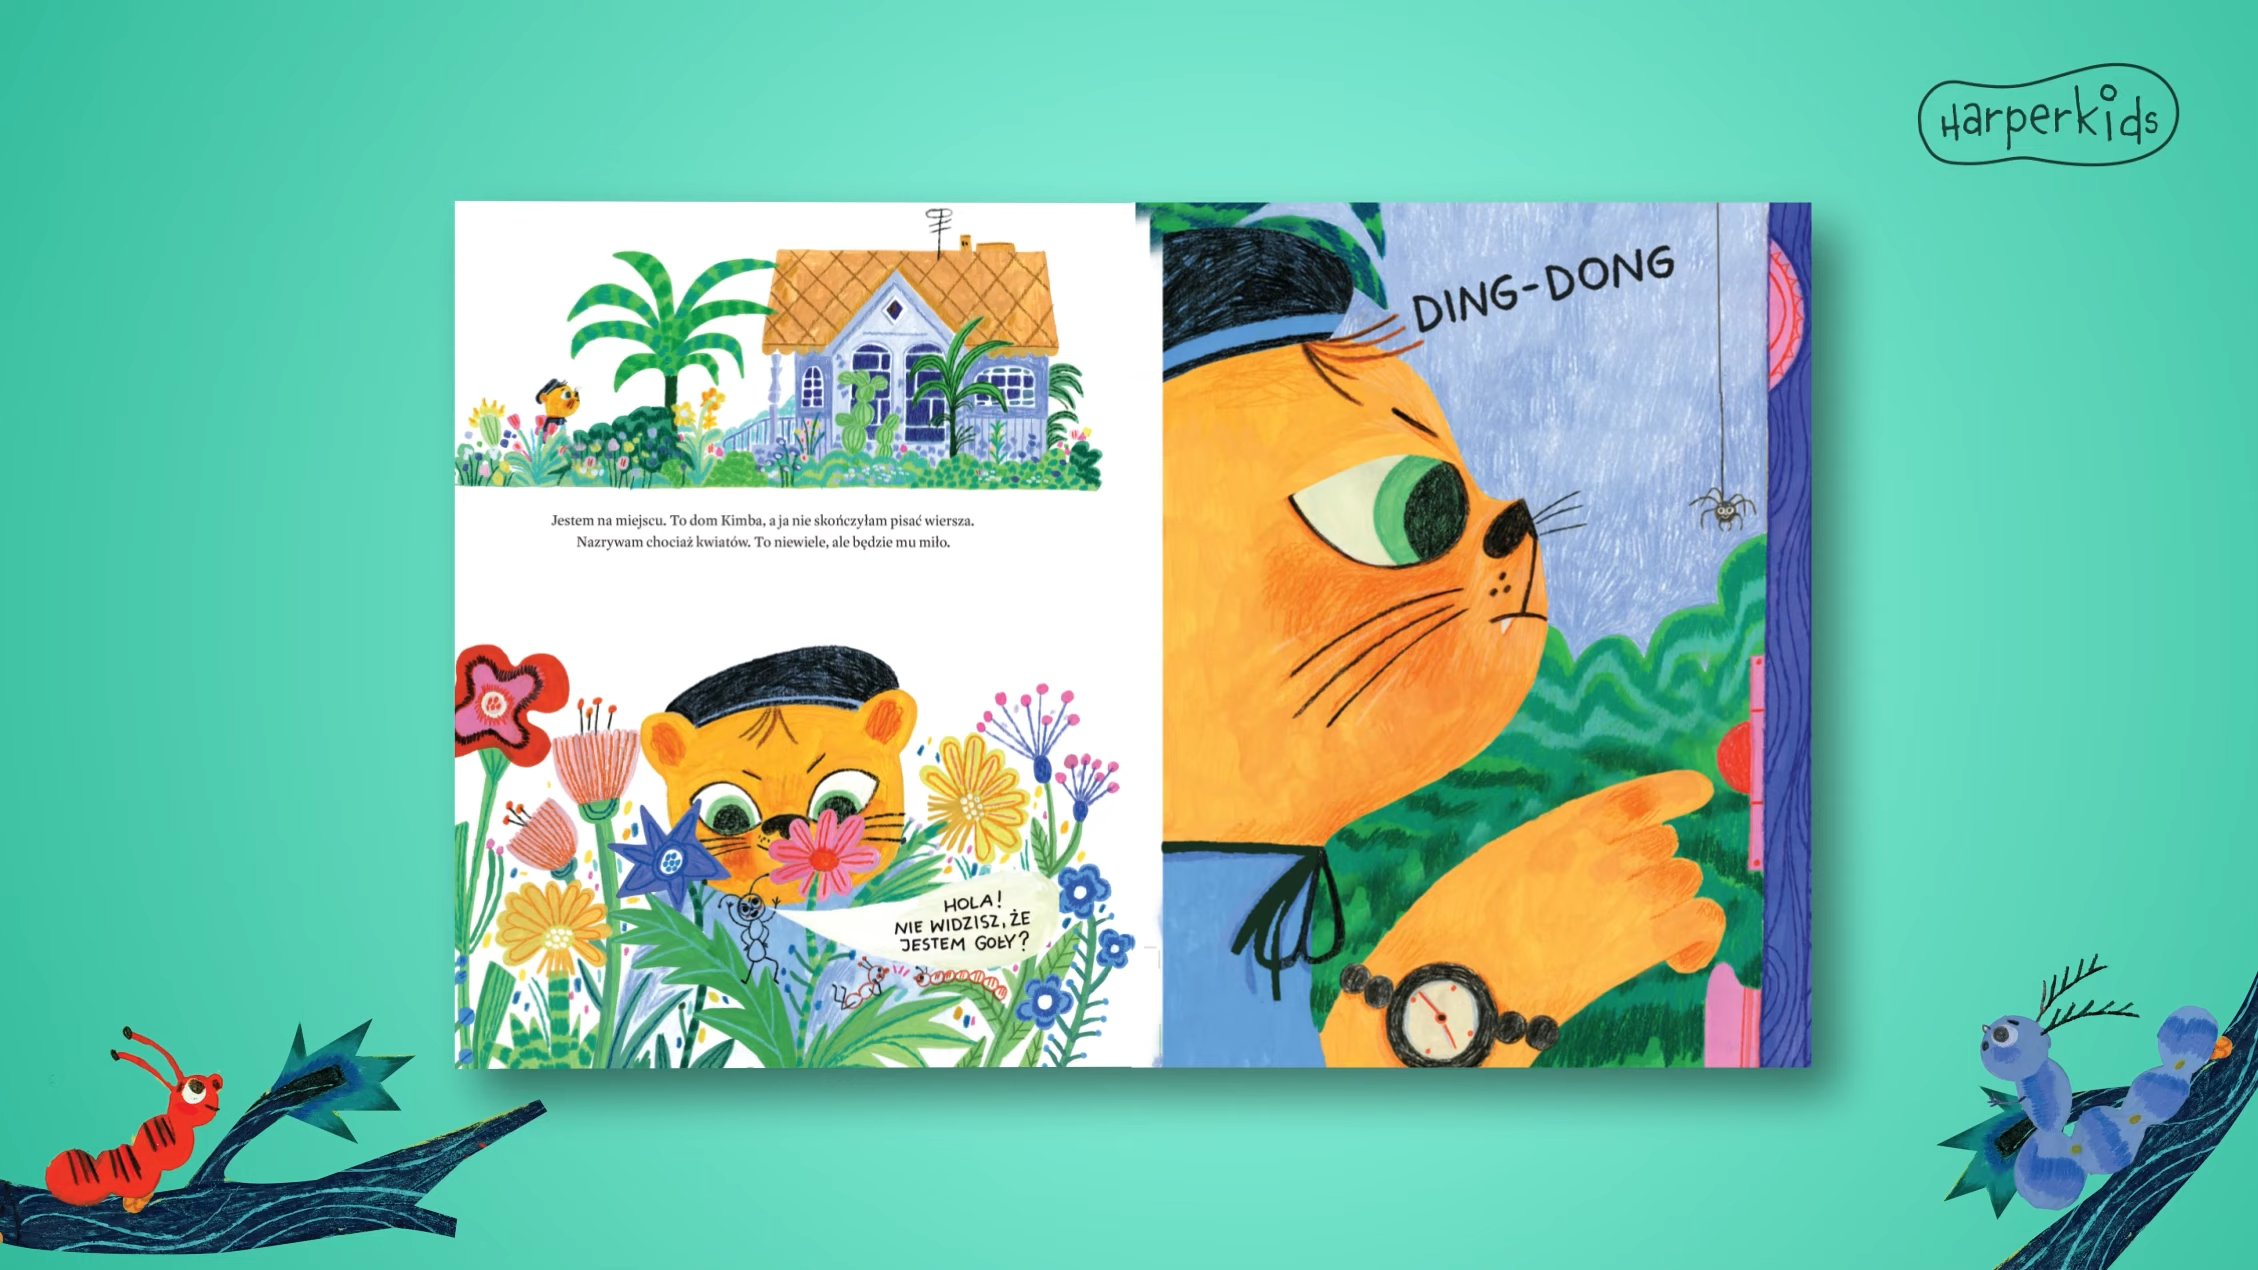 Harperkids
Jestem na miejscu. To dom Kimba, a ja nie skończyłam pisać wiersza.
Nazrywam chociaż kwiatów. To niewiele, ale będzie mu miło.
HOLA!
NIE WIDZISZ, ŻE
JESTEM GOŁY?
DING-DONG